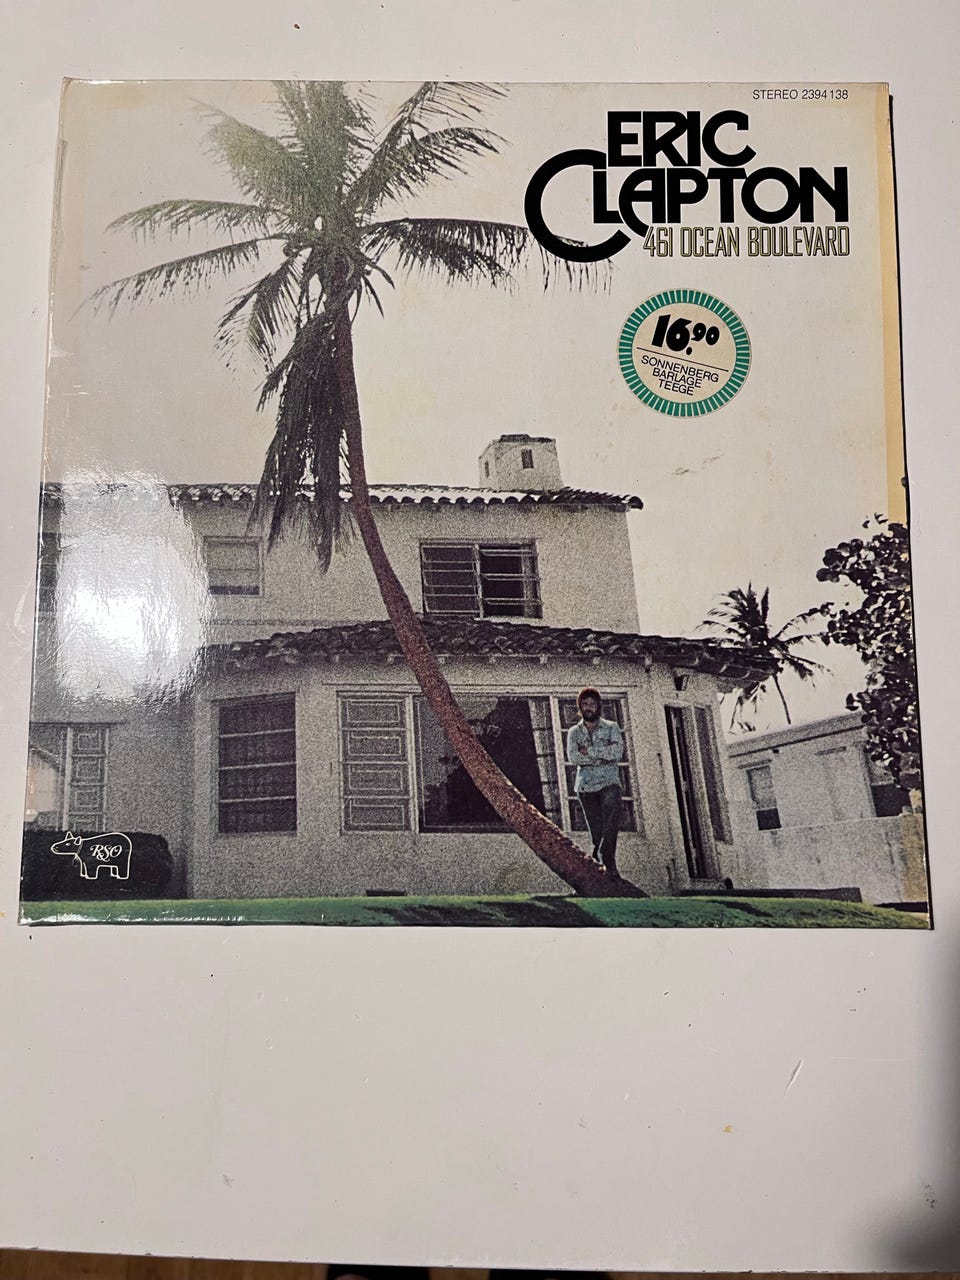 STEREO 2394 138
ERIC
CLAPTON
461 OCEAN BOULEVARD
16.90
SONNENBERG
BARLAGE
TEEGE
RSO